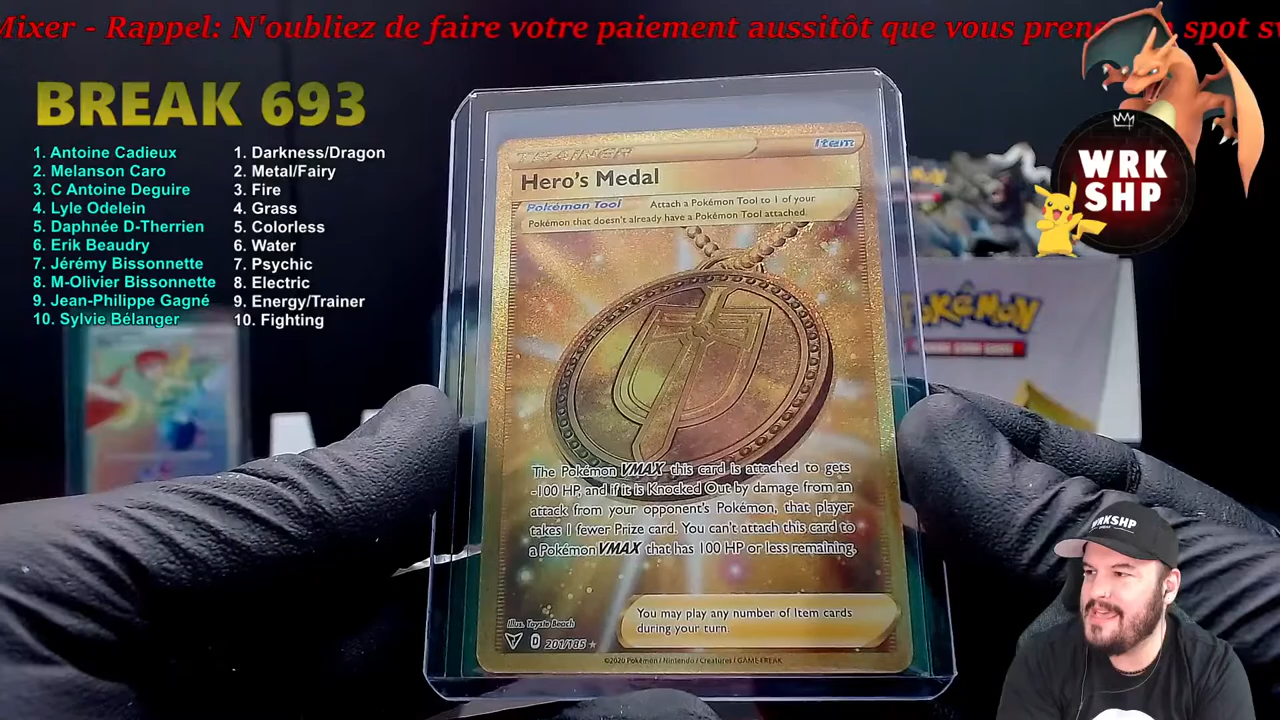 Mixer - Rappel: N'oubliez de faire votre paiement aussitôt que vous spot
BREAK 693
1. Antoine Cadieux
2. Melanson Caro
3. C Antoine Deguire
4. Lyle Odelein
5. Daphnée D-Therrien
6. Erik Beaudry
7. Jérémy Bissonnette
8. M-Olivier Bissonnette
9. Jean-Philippe Gagné
10. Sylvie Bélanger
1. Darkness/Dragon
2. Metal/Fairy
3. Fire
4. Grass
5. Colorless
6. Water
7. Psychic
8. Electric
9. Energy/Trainer
10. Fighting
TRAINER Item
Hero's Medal
Pokémon Tool Attach a Pokémon Tool to 1 of your
Pokémon that doesn't already have a Pokémon Tool attached.
The Pokémon VMAX this card is attached to gets
-100 HP, and if it is Knocked Out by damage from an
attack from your opponent's Pokémon, that player
takes 1 fewer Prize card. You can't attach this card to
a Pokémon VMAX that has 100 HP or less remaining.
You may play any number of Item cards
during your turn.
Illus. Toyste Beach
D 201/185
©2020 Pokémon / Nintendo / Creatures / GAME FREAK
WRK
SHP
POKéMON
WRKSHP